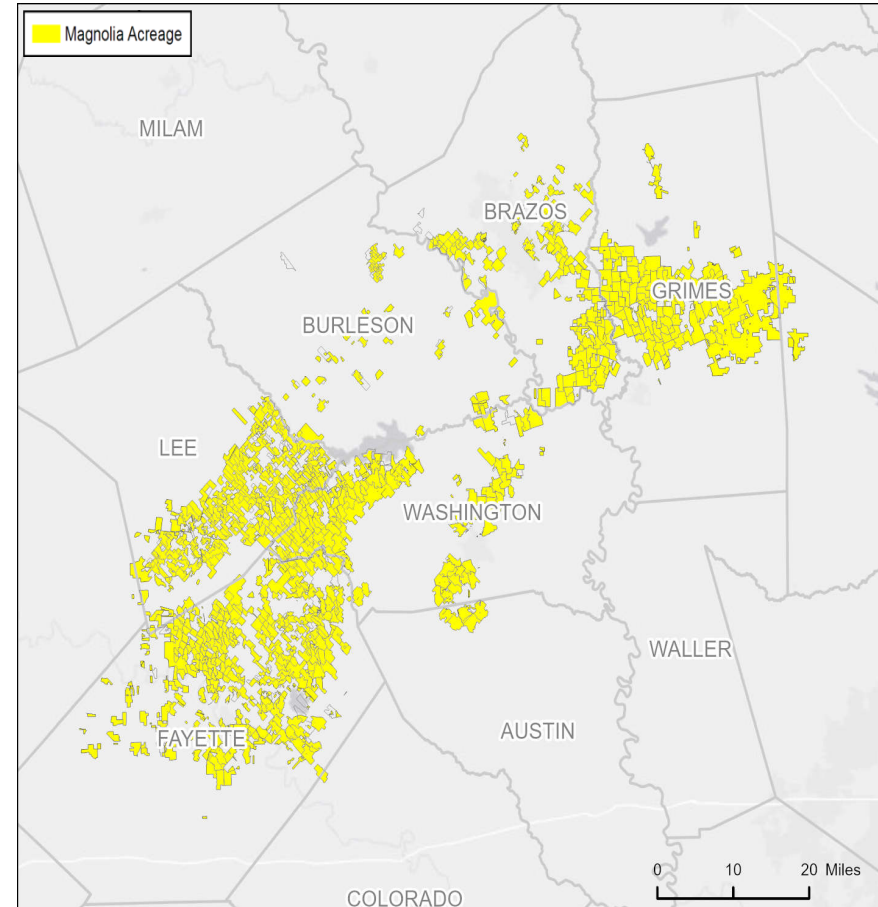 Magnolia Acreage
MILAM
BRAZOS
GRIMES
BURLESON
LEE
WASHINGTON
WALLER
FAYETTE
AUSTIN
0 10 20 Miles
COLORADO